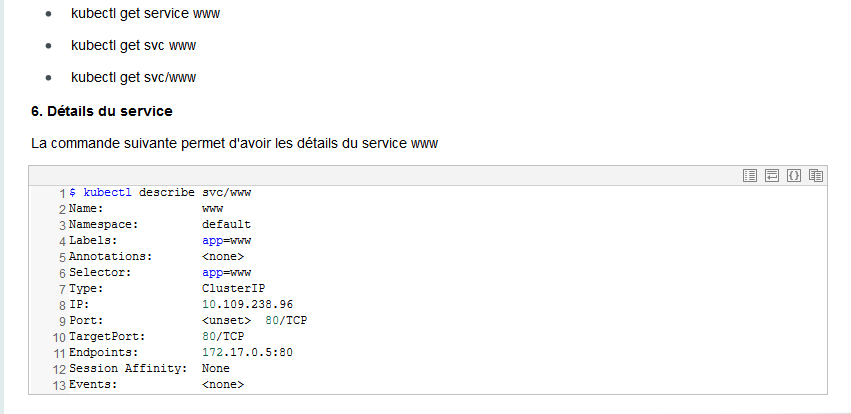 • kubectl get service www
• kubectl get svc www
• kubectl get svc/www
6. Détails du service
La commande suivante permet d'avoir les détails du service www
1 $ kubectl describe svc/www
2 Name: www
3 Namespace: default
4 Labels: app=www
5 Annotations: <none>
6 Selector: app=www
7 Type: ClusterIP
8 IP: 10.109.238.96
9 Port: <unset> 80/TCP
10 TargetPort: 80/TCP
11 Endpoints: 172.17.0.5:80
12 Session Affinity: None
13 Events: <none>